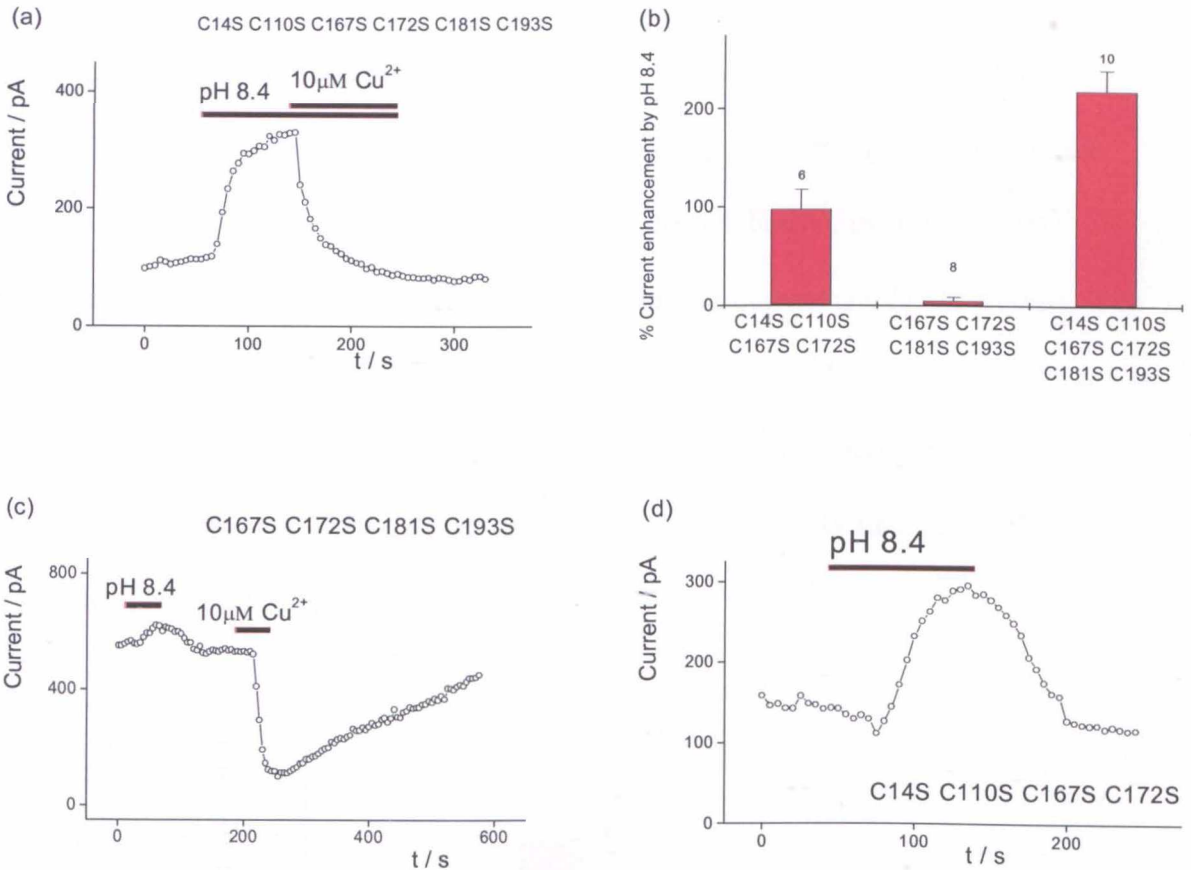 (a)
C14S C110S C167S C172S C181S C193S
Current / pA
400
200
0
pH 8.4
10μM Cu²⁺
0
100
200
300
t / s
(b)
% Current enhancement by pH 8.4
200
100
0
6
8
10
C14S C110S
C167S C172S
C167S C172S
C181S C193S
C14S C110S
C167S C172S
C181S C193S
(c)
C167S C172S C181S C193S
Current / pA
800
400
0
pH 8.4
10μM Cu²⁺
0
200
400
600
t / s
(d)
pH 8.4
Current / pA
300
200
100
0
C14S C110S C167S C172S
0
100
200
t / s